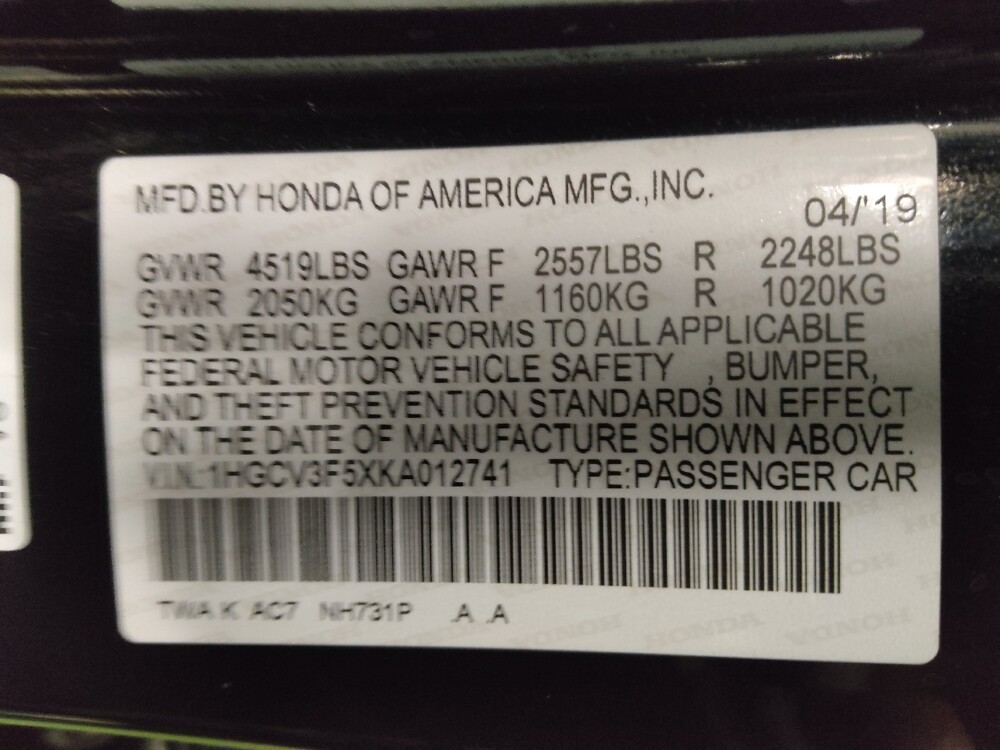 MFD.BY HONDA OF AMERICA MFG.,INC.
04/'19
GVWR 4519LBS GAWR F 2557LBS R 2248LBS
GVWR 2050KG GAWR F 1160KG R 1020KG
THIS VEHICLE CONFORMS TO ALL APPLICABLE
FEDERAL MOTOR VEHICLE SAFETY , BUMPER,
AND THEFT PREVENTION STANDARDS IN EFFECT
ON THE DATE OF MANUFACTURE SHOWN ABOVE.
V.I.N.:1HGCV3F5XKA012741 TYPE:PASSENGER CAR
TWA K AC7 NH731P A A